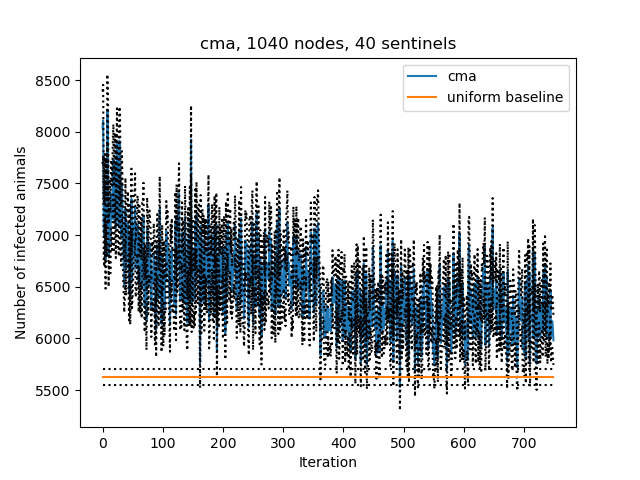 cma, 1040 nodes, 40 sentinels
cma
uniform baseline
Number of infected animals
8500
8000
7500
7000
6500
6000
5500
0 100 200 300 400 500 600 700
Iteration